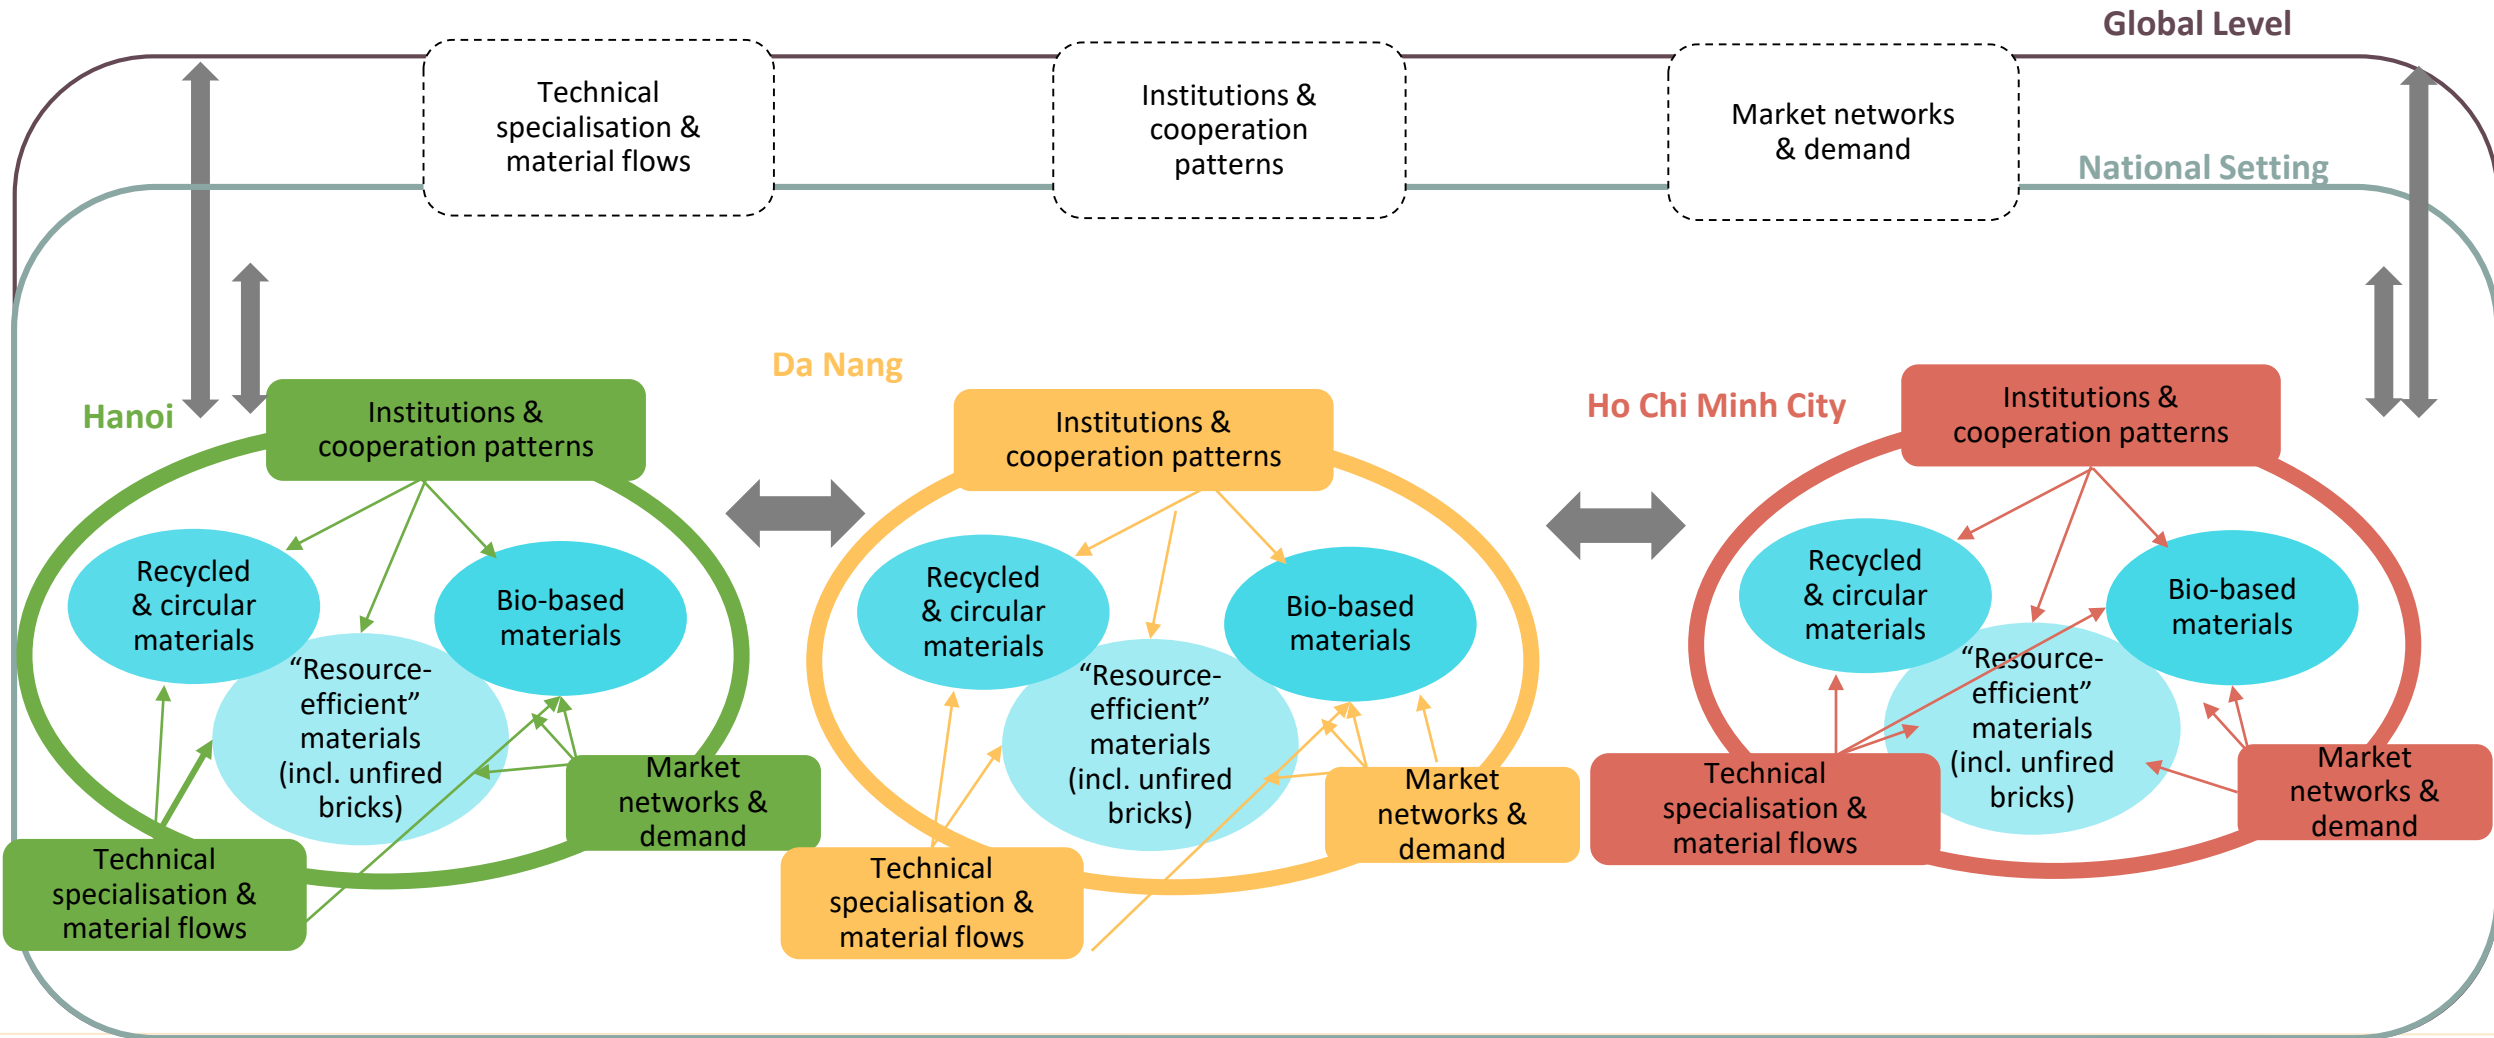 Global Level
Technical
specialisation &
material flows
Institutions &
cooperation
patterns
Market networks
& demand
National Setting
Hanoi
Institutions &
cooperation patterns
Recycled
& circular
materials
Bio-based
materials
“Resource-
efficient”
materials
(incl. unfired
bricks)
Market
networks &
demand
Technical
specialisation &
material flows
Da Nang
Institutions &
cooperation patterns
Recycled
& circular
materials
Bio-based
materials
“Resource-
efficient”
materials
(incl. unfired
bricks)
Market
networks &
demand
Technical
specialisation &
material flows
Ho Chi Minh City
Institutions &
cooperation patterns
Recycled
& circular
materials
Bio-based
materials
“Resource-
efficient”
materials
(incl. unfired
bricks)
Technical
specialisation &
material flows
Market
networks &
demand